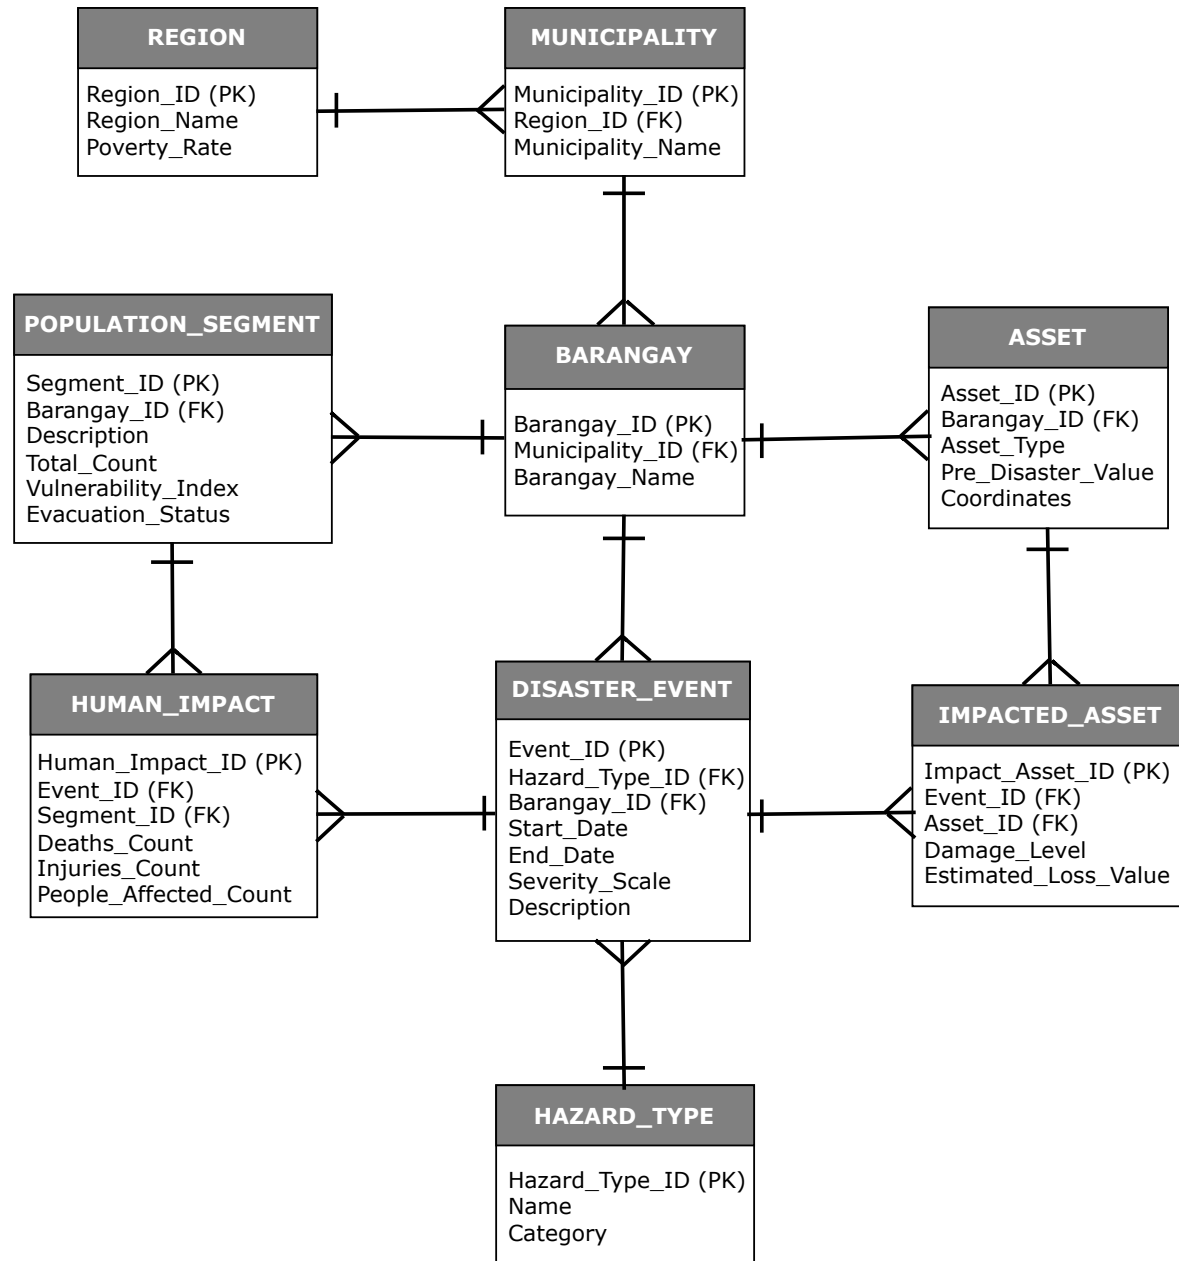 REGION
Region_ID (PK)
Region_Name
Poverty_Rate
MUNICIPALITY
Municipality_ID (PK)
Region_ID (FK)
Municipality_Name
POPULATION_SEGMENT
Segment_ID (PK)
Barangay_ID (FK)
Description
Total_Count
Vulnerability_Index
Evacuation_Status
BARANGAY
Barangay_ID (PK)
Municipality_ID (FK)
Barangay_Name
ASSET
Asset_ID (PK)
Barangay_ID (FK)
Asset_Type
Pre_Disaster_Value
Coordinates
HUMAN_IMPACT
Human_Impact_ID (PK)
Event_ID (FK)
Segment_ID (FK)
Deaths_Count
Injuries_Count
People_Affected_Count
DISASTER_EVENT
Event_ID (PK)
Hazard_Type_ID (FK)
Barangay_ID (FK)
Start_Date
End_Date
Severity_Scale
Description
IMPACTED_ASSET
Impact_Asset_ID (PK)
Event_ID (FK)
Asset_ID (FK)
Damage_Level
Estimated_Loss_Value
HAZARD_TYPE
Hazard_Type_ID (PK)
Name
Category